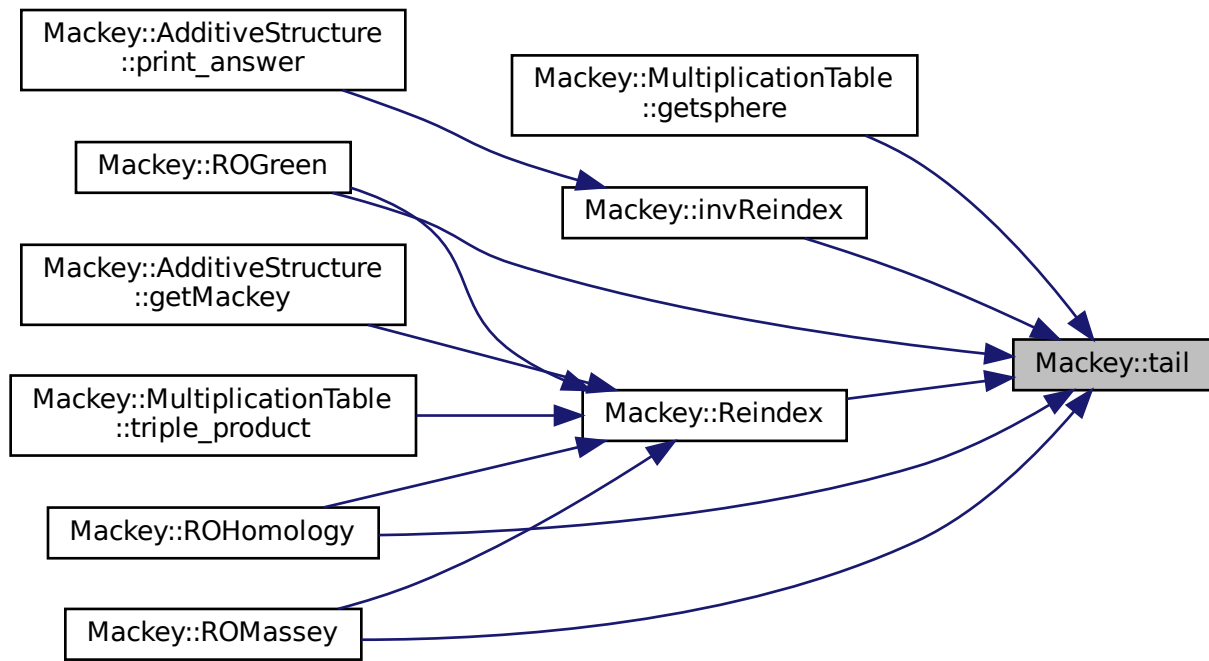 Mackey::AdditiveStructure
::print_answer
Mackey::MultiplicationTable
::getsphere
Mackey::ROGreen
Mackey::invReindex
Mackey::AdditiveStructure
::getMackey
Mackey::tail
Mackey::MultiplicationTable
::triple_product
Mackey::Reindex
Mackey::ROHomology
Mackey::ROMassey